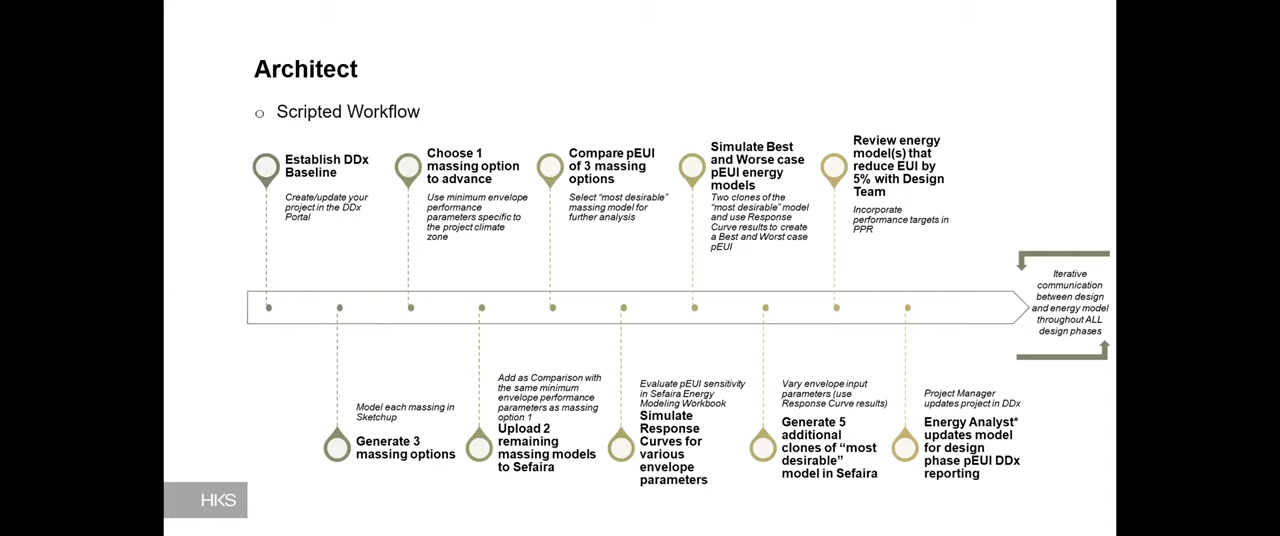 Architect
Scripted Workflow
Establish DDx
Baseline
Create/update your
project in the DDx
Portal
Choose 1
massing option
to advance
Use minimum envelope
performance
parameters specific to
the project climate
zone
Compare pEUI
of 3 massing
options
Select “most desirable”
massing model for
further analysis
Simulate Best
and Worse case
pEUI energy
models
Two clones of the
“most desirable” model
and use Response
Curve results to create
a Best and Worst case
pEUI
Review energy
model(s) that
reduce EUI by
5% with Design
Team
Incorporate
performance targets in
PPR
Iterative
communication
between design
and energy model
throughout ALL
design phases
Model each massing in
Sketchup
Generate 3
massing options
Add as Comparison with
the same minimum
envelope performance
parameters as massing
option 1
Upload 2
remaining
massing models
to Sefaira
Evaluate pEUI sensitivity
in Sefaira Energy
Modeling Workbook
Simulate
Response
Curves for
various
envelope
parameters
Vary envelope input
parameters (use
Response Curve results)
Generate 5
additional
clones of “most
desirable”
model in Sefaira
Project Manager
updates project in DDx
Energy Analyst*
updates model
for design
phase pEUI DDx
reporting
HKS